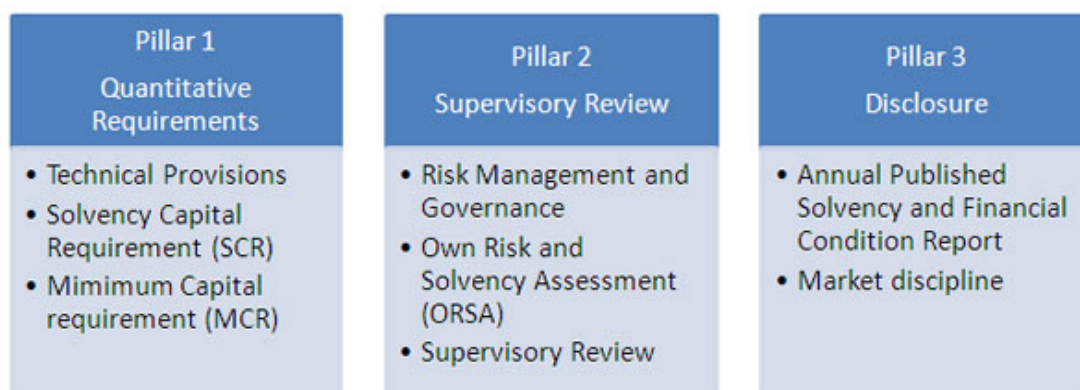 Pillar 1
Quantitative
Requirements
• Technical Provisions
• Solvency Capital
Requirement (SCR)
• Mimimum Capital
requirement (MCR)
Pillar 2
Supervisory Review
• Risk Management and
Governance
• Own Risk and
Solvency Assessment
(ORSA)
• Supervisory Review
Pillar 3
Disclosure
• Annual Published
Solvency and Financial
Condition Report
• Market discipline